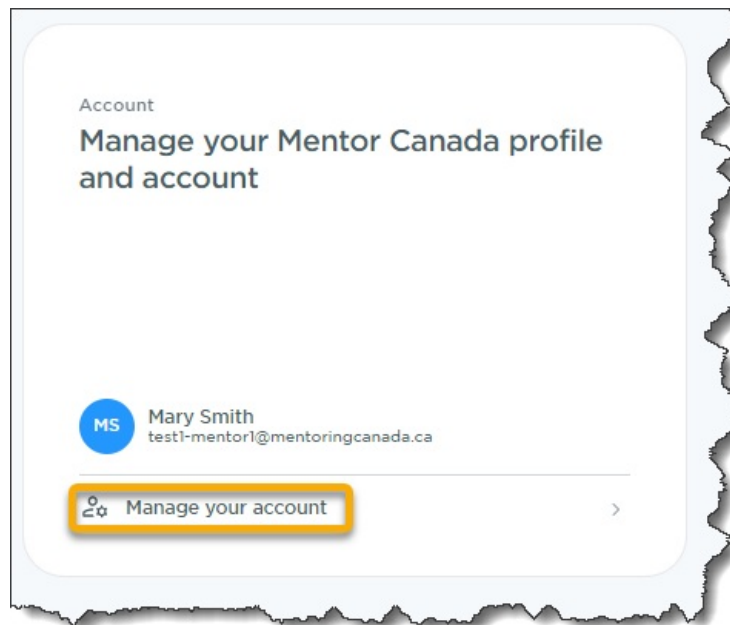 Account
Manage your Mentor Canada profile
and account
MS
Mary Smith
test1-mentor1@mentoringcanada.ca
Manage your account